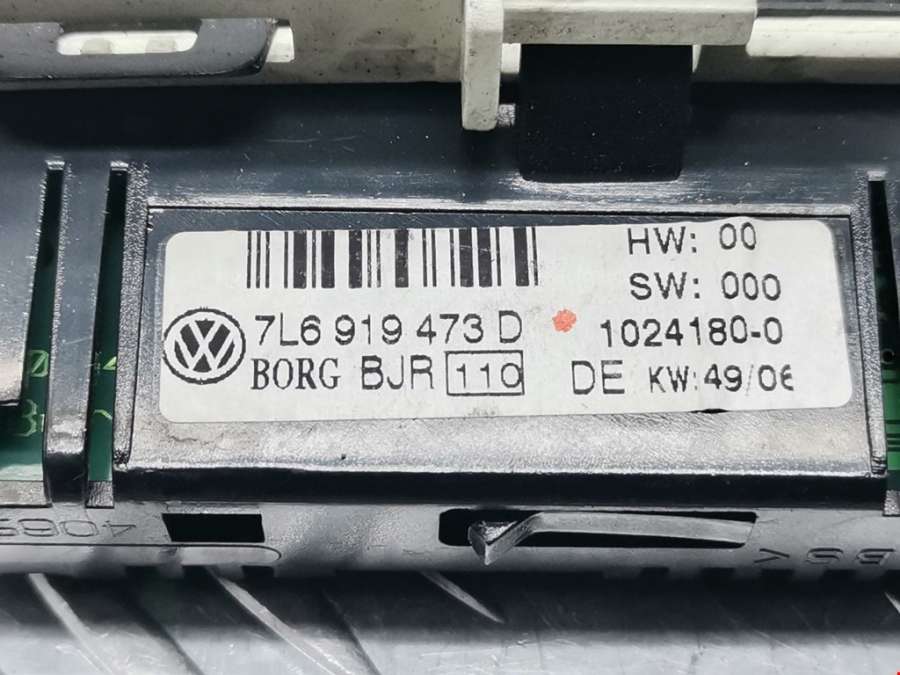 HW: 00
SW: 000
7L6 919 473 D
1024180-0
BORG BJR 110
DE KW: 49/06